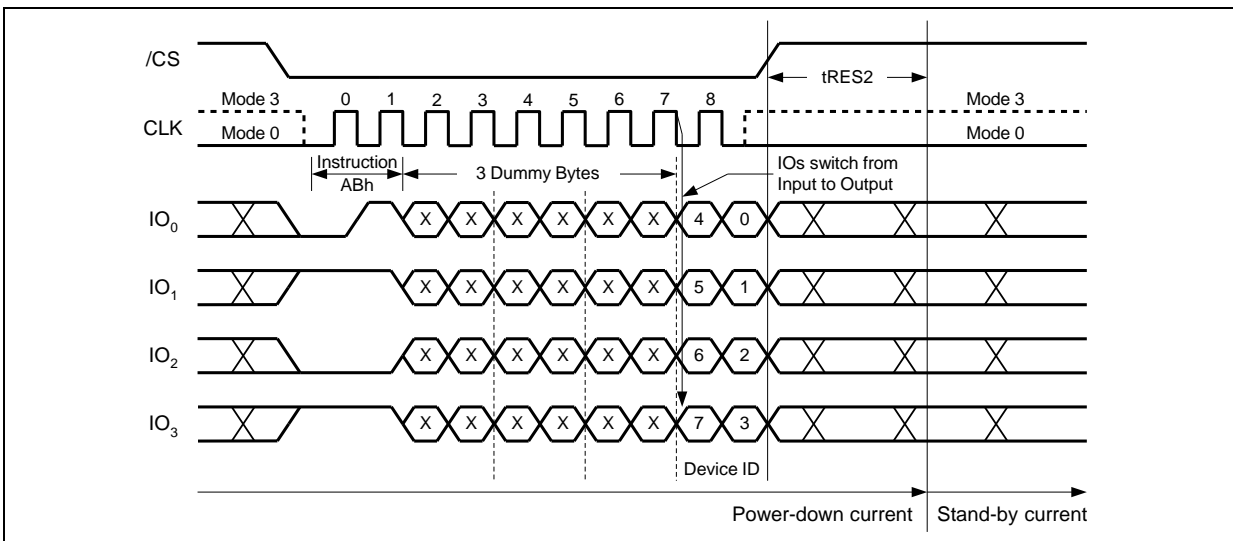 /CS
tRES2
Mode 3 0 1 2 3 4 5 6 7 8 Mode 3
CLK
Mode 0 Mode 0
Instruction
ABh
3 Dummy Bytes
IOs switch from
Input to Output
IO0 X X X X X X 4 0
IO1 X X X X X X 5 1
IO2 X X X X X X 6 2
IO3 X X X X X X 7 3
Device ID
Power-down current Stand-by current